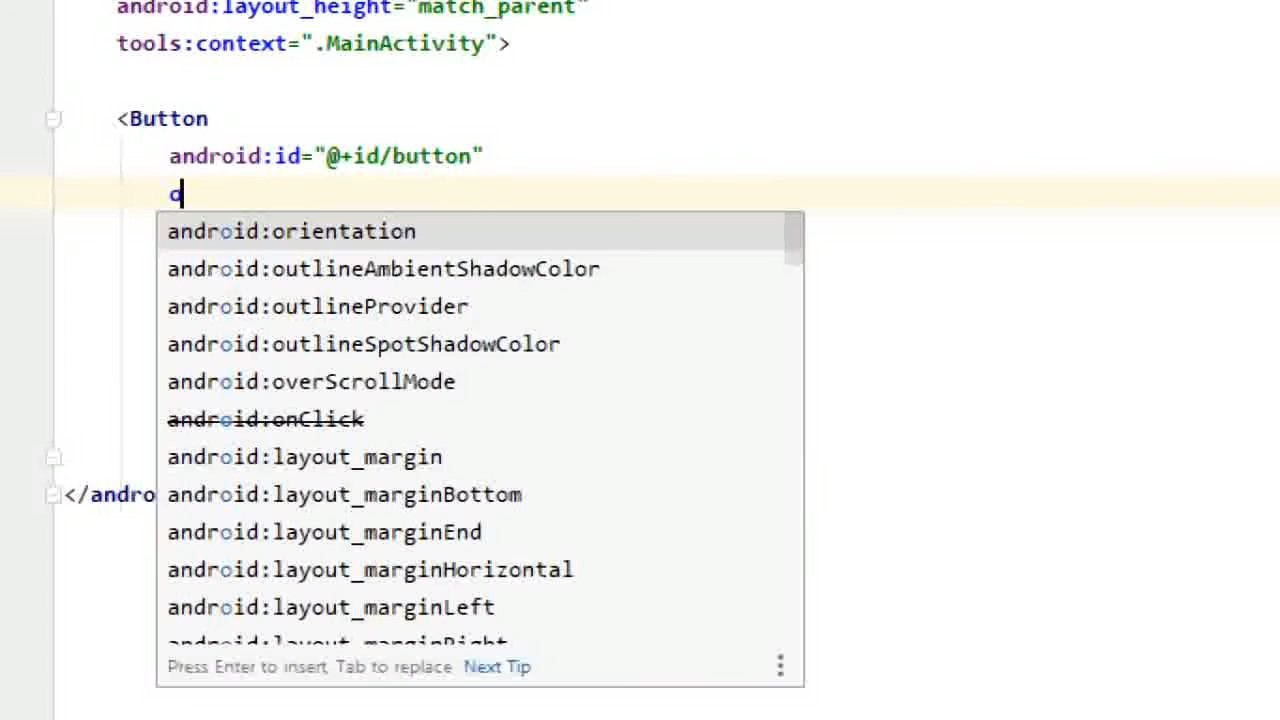 android:layout_height="match_parent"
tools:context=".MainActivity">
<Button
android:id="@+id/button"
o
android:orientation
android:outlineAmbientShadowColor
android:outlineProvider
android:outlineSpotShadowColor
android:overScrollMode
android:onClick
android:layout_margin
android:layout_marginBottom
</andro
android:layout_marginEnd
android:layout_marginHorizontal
android:layout_marginLeft
android:layout_marginRight
Press Enter to insert, Tab to replace Next Tip